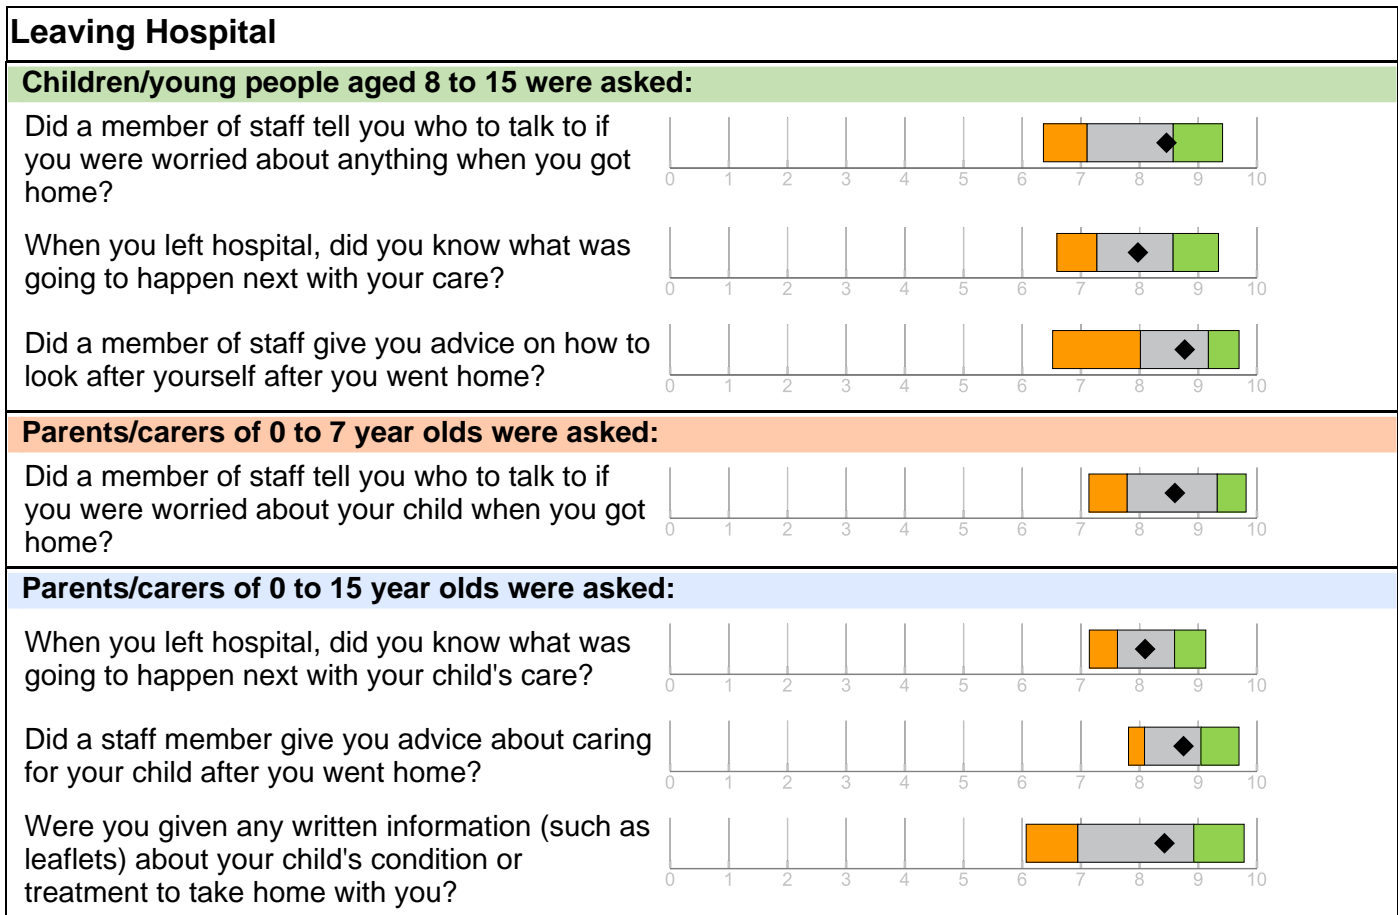 Leaving Hospital
Children/young people aged 8 to 15 were asked:
Did a member of staff tell you who to talk to if
you were worried about anything when you got
home?
0 1 2 3 4 5 6 7 8 9 10
When you left hospital, did you know what was
going to happen next with your care?
0 1 2 3 4 5 6 7 8 9 10
Did a member of staff give you advice on how to
look after yourself after you went home?
0 1 2 3 4 5 6 7 8 9 10
Parents/carers of 0 to 7 year olds were asked:
Did a member of staff tell you who to talk to if
you were worried about your child when you got
home?
0 1 2 3 4 5 6 7 8 9 10
Parents/carers of 0 to 15 year olds were asked:
When you left hospital, did you know what was
going to happen next with your child's care?
0 1 2 3 4 5 6 7 8 9 10
Did a staff member give you advice about caring
for your child after you went home?
0 1 2 3 4 5 6 7 8 9 10
Were you given any written information (such as
leaflets) about your child's condition or
treatment to take home with you?
0 1 2 3 4 5 6 7 8 9 10